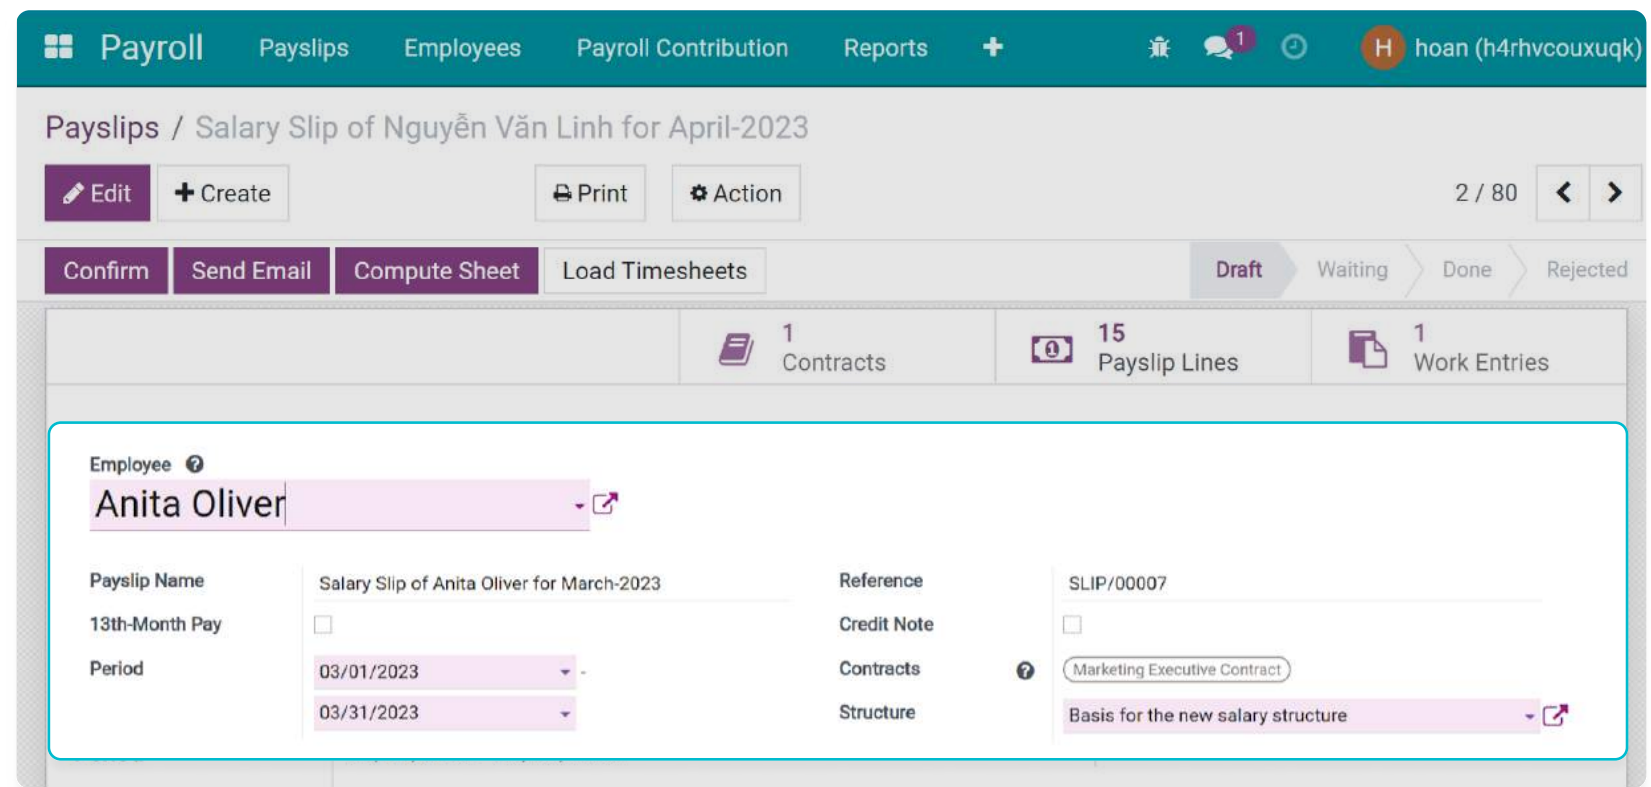 Payroll Payslips Employees Payroll Contribution Reports 1 H hoan (h4rhvcouxuqk)
Payslips / Salary Slip of Nguyễn Văn Linh for April-2023
Edit Create Print Action 2 / 80
Confirm Send Email Compute Sheet Load Timesheets Draft Waiting Done Rejected
1 Contracts
15 Payslip Lines
1 Work Entries
Employee
Anita Oliver
Payslip Name Salary Slip of Anita Oliver for March-2023 Reference SLIP/00007
13th-Month Pay Credit Note
Period 03/01/2023 - Contracts Marketing Executive Contract
03/31/2023 Structure Basis for the new salary structure